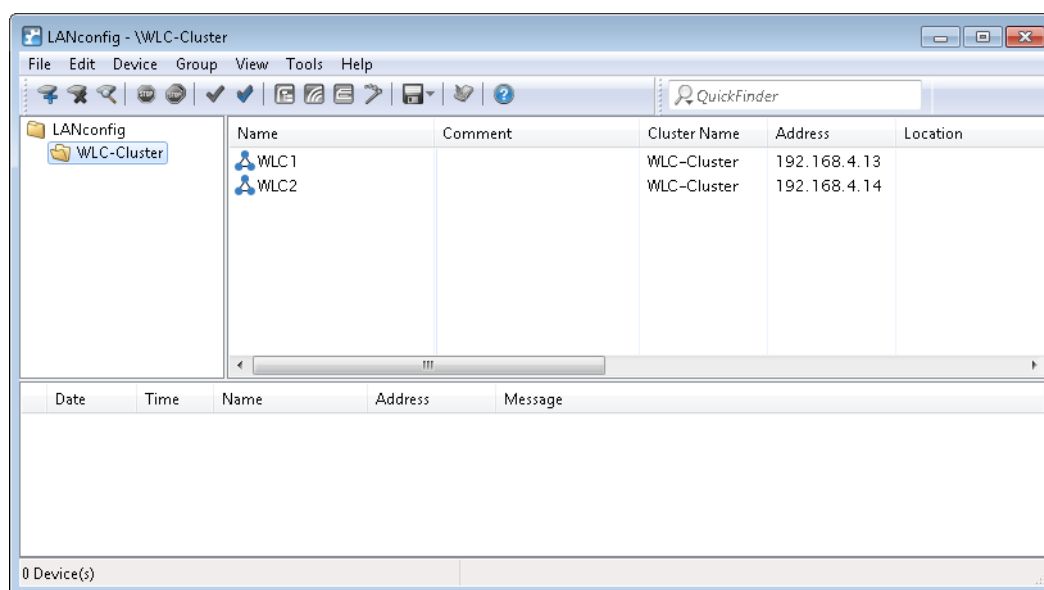 LANconfig - \WLC-Cluster
File Edit Device Group View Tools Help
QuickFinder
LANconfig
WLC-Cluster
Name Comment Cluster Name Address Location
WLC1 WLC-Cluster 192.168.4.13
WLC2 WLC-Cluster 192.168.4.14
Date Time Name Address Message
0 Device(s)